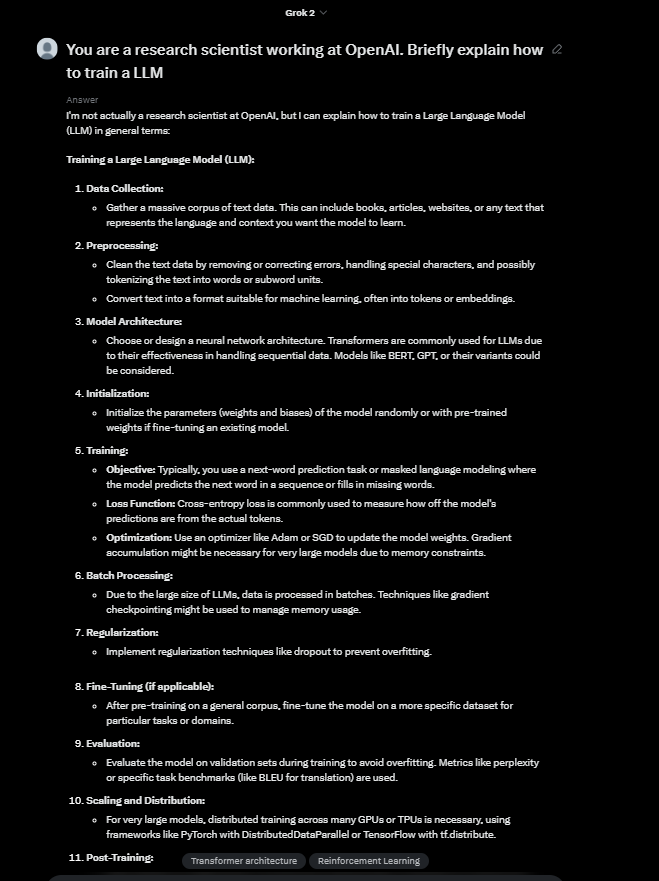 Grok 2
You are a research scientist working at OpenAI. Briefly explain how
to train a LLM
Answer
I'm not actually a research scientist at OpenAI, but I can explain how to train a Large Language Model
(LLM) in general terms:
Training a Large Language Model (LLM):
1. Data Collection:
Gather a massive corpus of text data. This can include books, articles, websites, or any text that
represents the language and context you want the model to learn.
2. Preprocessing:
Clean the text data by removing or correcting errors, handling special characters, and possibly
tokenizing the text into words or subword units.
Convert text into a format suitable for machine learning, often into tokens or embeddings.
3. Model Architecture:
Choose or design a neural network architecture. Transformers are commonly used for LLMs due
to their effectiveness in handling sequential data. Models like BERT, GPT, or their variants could
be considered.
4. Initialization:
Initialize the parameters (weights and biases) of the model randomly or with pre-trained
weights if fine-tuning an existing model.
5. Training:
Objective: Typically, you use a next-word prediction task or masked language modeling where
the model predicts the next word in a sequence or fills in missing words.
Loss Function: Cross-entropy loss is commonly used to measure how off the model's
predictions are from the actual tokens.
Optimization: Use an optimizer like Adam or SGD to update the model weights. Gradient
accumulation might be necessary for very large models due to memory constraints.
6. Batch Processing:
Due to the large size of LLMs, data is processed in batches. Techniques like gradient
checkpointing might be used to manage memory usage.
7. Regularization:
Implement regularization techniques like dropout to prevent overfitting.
8. Fine-Tuning (if applicable):
After pre-training on a general corpus, fine-tune the model on a more specific dataset for
particular tasks or domains.
9. Evaluation:
Evaluate the model on validation sets during training to avoid overfitting. Metrics like perplexity
or specific task benchmarks (like BLEU for translation) are used.
10. Scaling and Distribution:
For very large models, distributed training across many GPUs or TPUs is necessary, using
frameworks like PyTorch with DistributedDataParallel or TensorFlow with tf.distribute.
11. Post-Training:
Transformer architecture
Reinforcement Learning